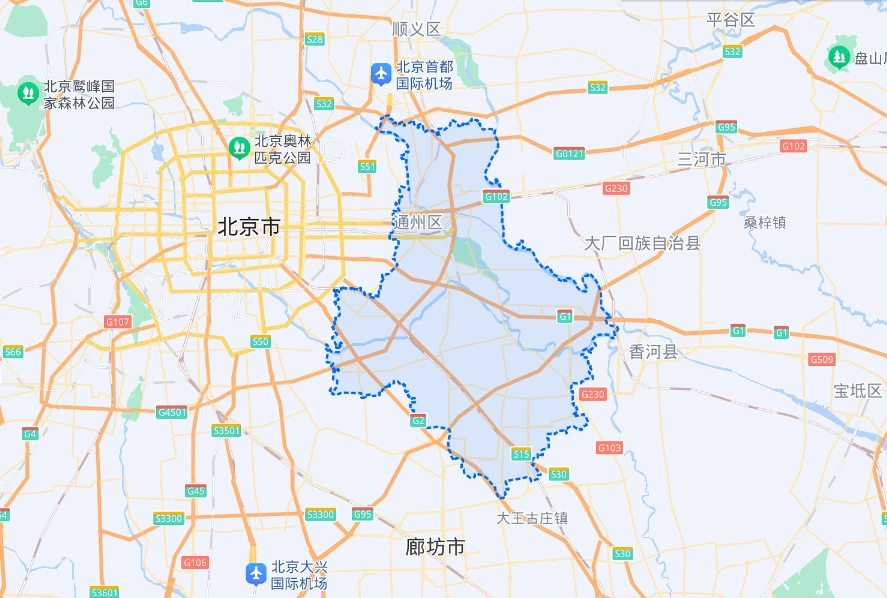 G6
顺义区
平谷区
S28
S32
北京首都
国际机场
盘山
北京鹫峰国
家森林公园
S32
S32
G95
北京奥林
匹克公园
G102
S51
G0121
三河市
G230
G102
G95
北京市
通州区
桑梓镇
大厂回族自治县
G107
G1
G1
G1
S66
S50
香河县
G509
宝坻区
G230
G4501
G2
G4
S3501
G103
S15
S30
G45
S3300
S3300
G95
大王古庄镇
廊坊市
S30
G106
北京大兴
国际机场
S3601